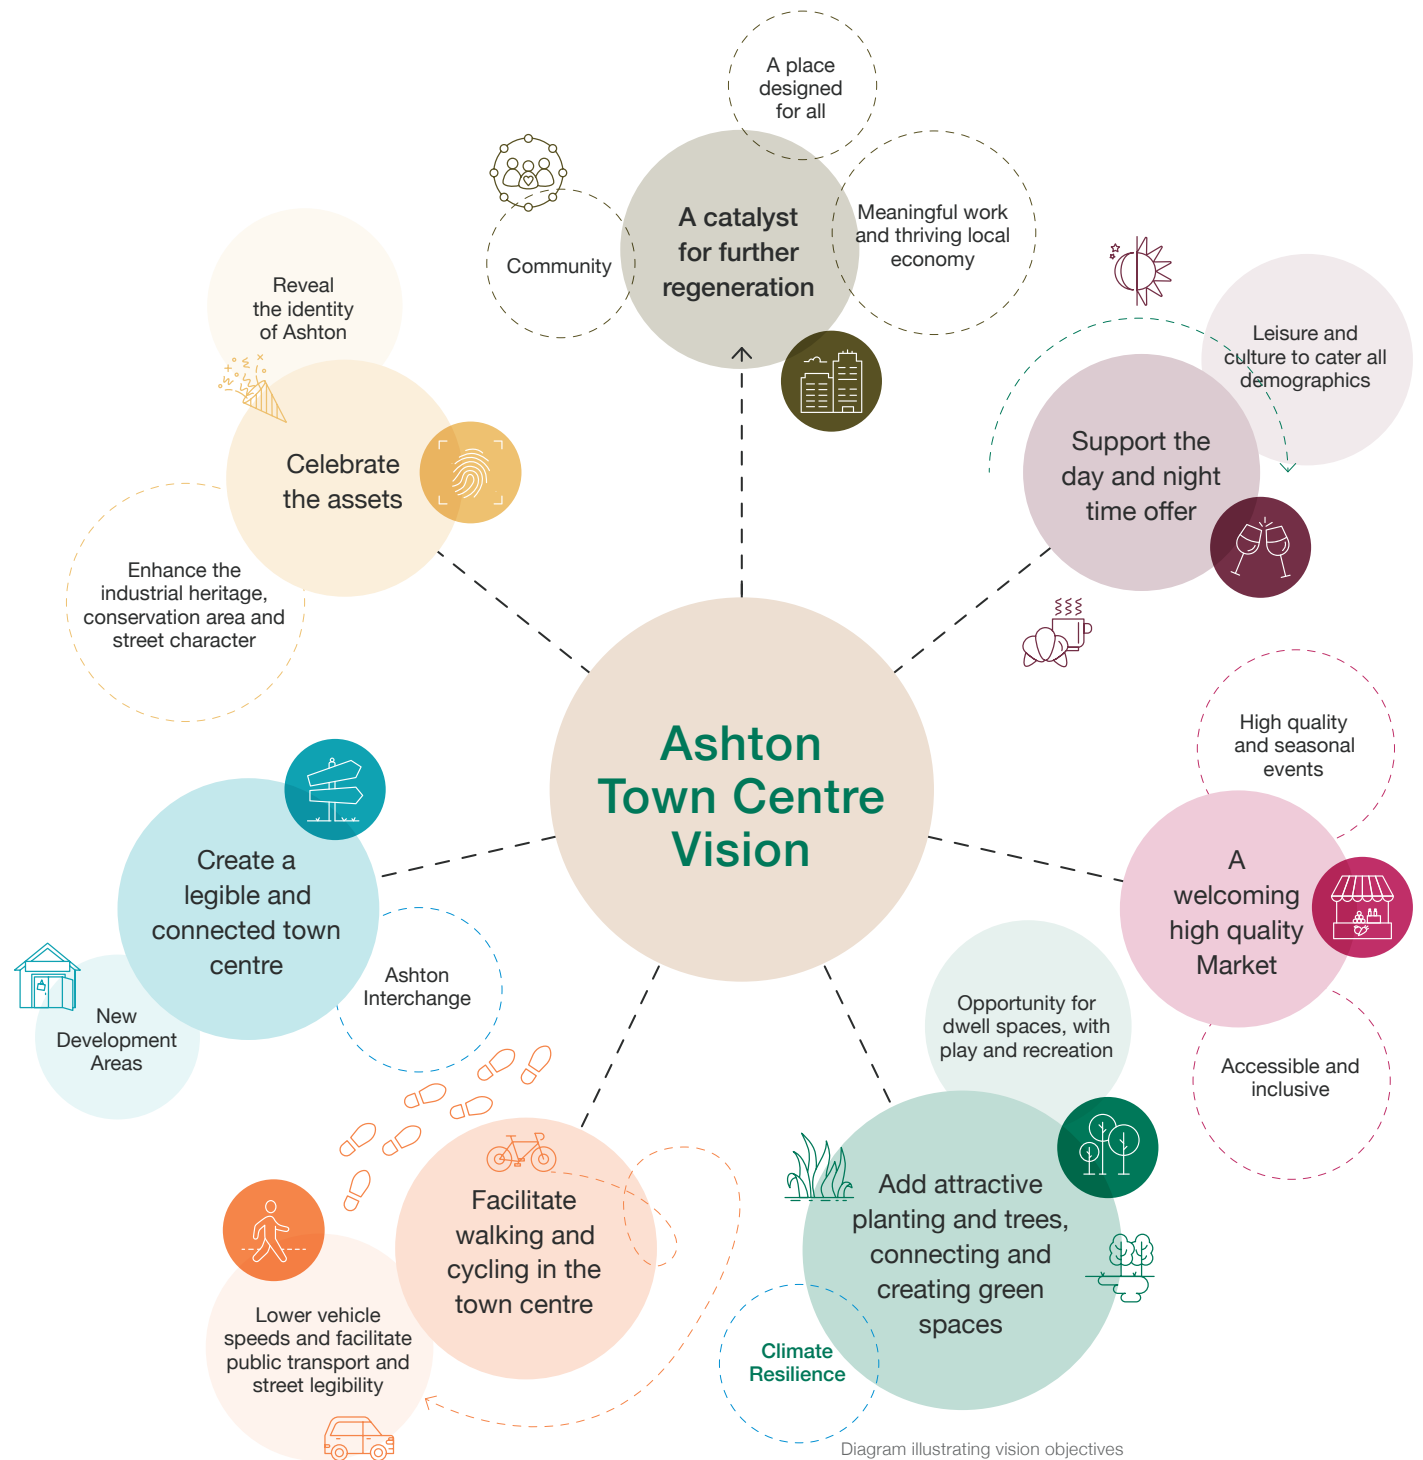 A place
designed
for all
A catalyst
for further
regeneration
Meaningful work
and thriving local
economy
Community
Reveal
the identity
of Ashton
Celebrate
the assets
Enhance the
industrial heritage,
conservation area and
street character
Leisure and
culture to cater all
demographics
Support the
day and night
time offer
Ashton
Town Centre
Vision
High quality
and seasonal
events
A
welcoming
high quality
Market
Accessible and
inclusive
Create a
legible and
connected town
centre
Ashton
Interchange
New
Development
Areas
Opportunity for
dwell spaces, with
play and recreation
Add attractive
planting and trees,
connecting and
creating green
spaces
Climate
Resilience
Facilitate
walking and
cycling in the
town centre
Lower vehicle
speeds and facilitate
public transport and
street legibility
Diagram illustrating vision objectives